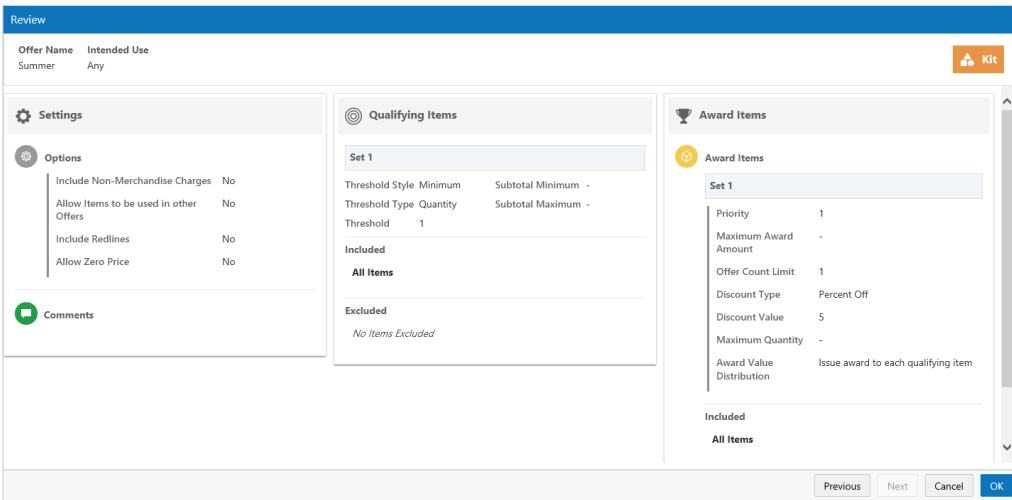 Review
Offer Name Intended Use
Summer Any
Kit
Settings
Options
Include Non-Merchandise Charges No
Allow Items to be used in other No
Offers
Include Redlines No
Allow Zero Price No
Comments
Qualifying Items
Set 1
Threshold Style Minimum Subtotal Minimum -
Threshold Type Quantity Subtotal Maximum -
Threshold 1
Included
All Items
Excluded
No Items Excluded
Award Items
Award Items
Set 1
Priority 1
Maximum Award -
Amount
Offer Count Limit 1
Discount Type Percent Off
Discount Value 5
Maximum Quantity -
Award Value Issue award to each qualifying item
Distribution
Included
All Items
Previous Next Cancel OK